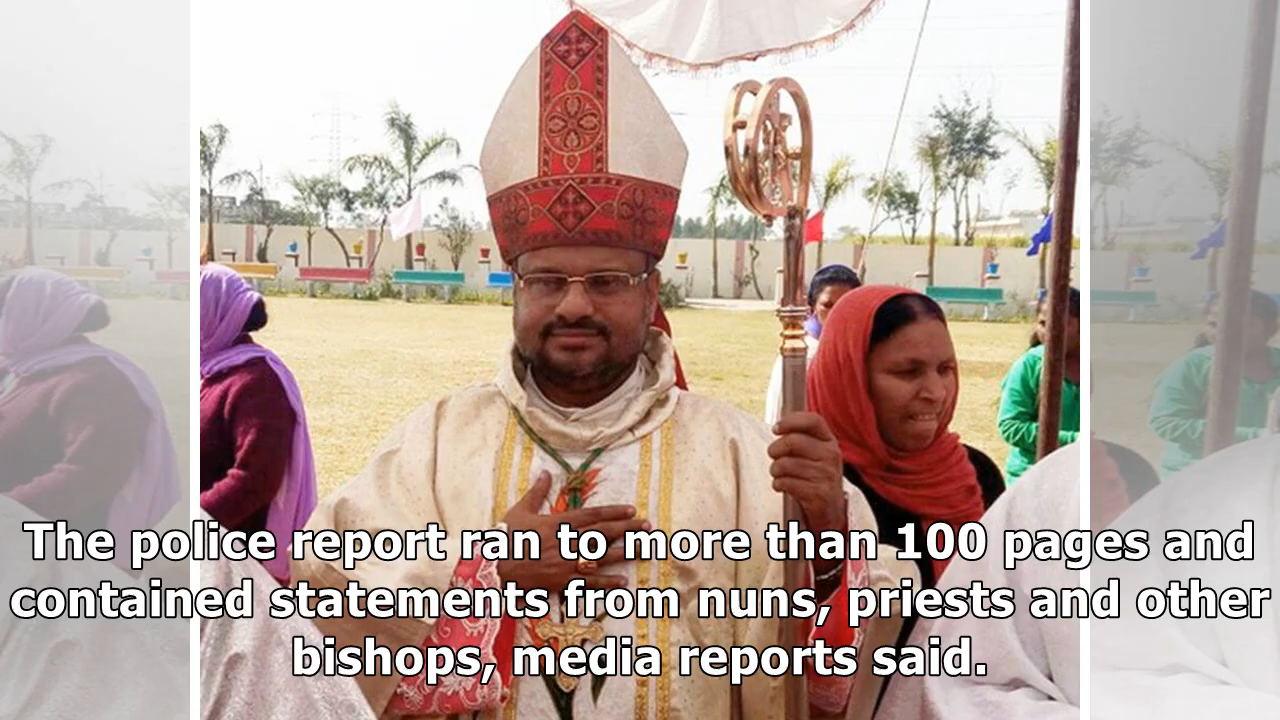 The police report ran to more than 100 pages and
contained statements from nuns, priests and other
bishops, media reports said.